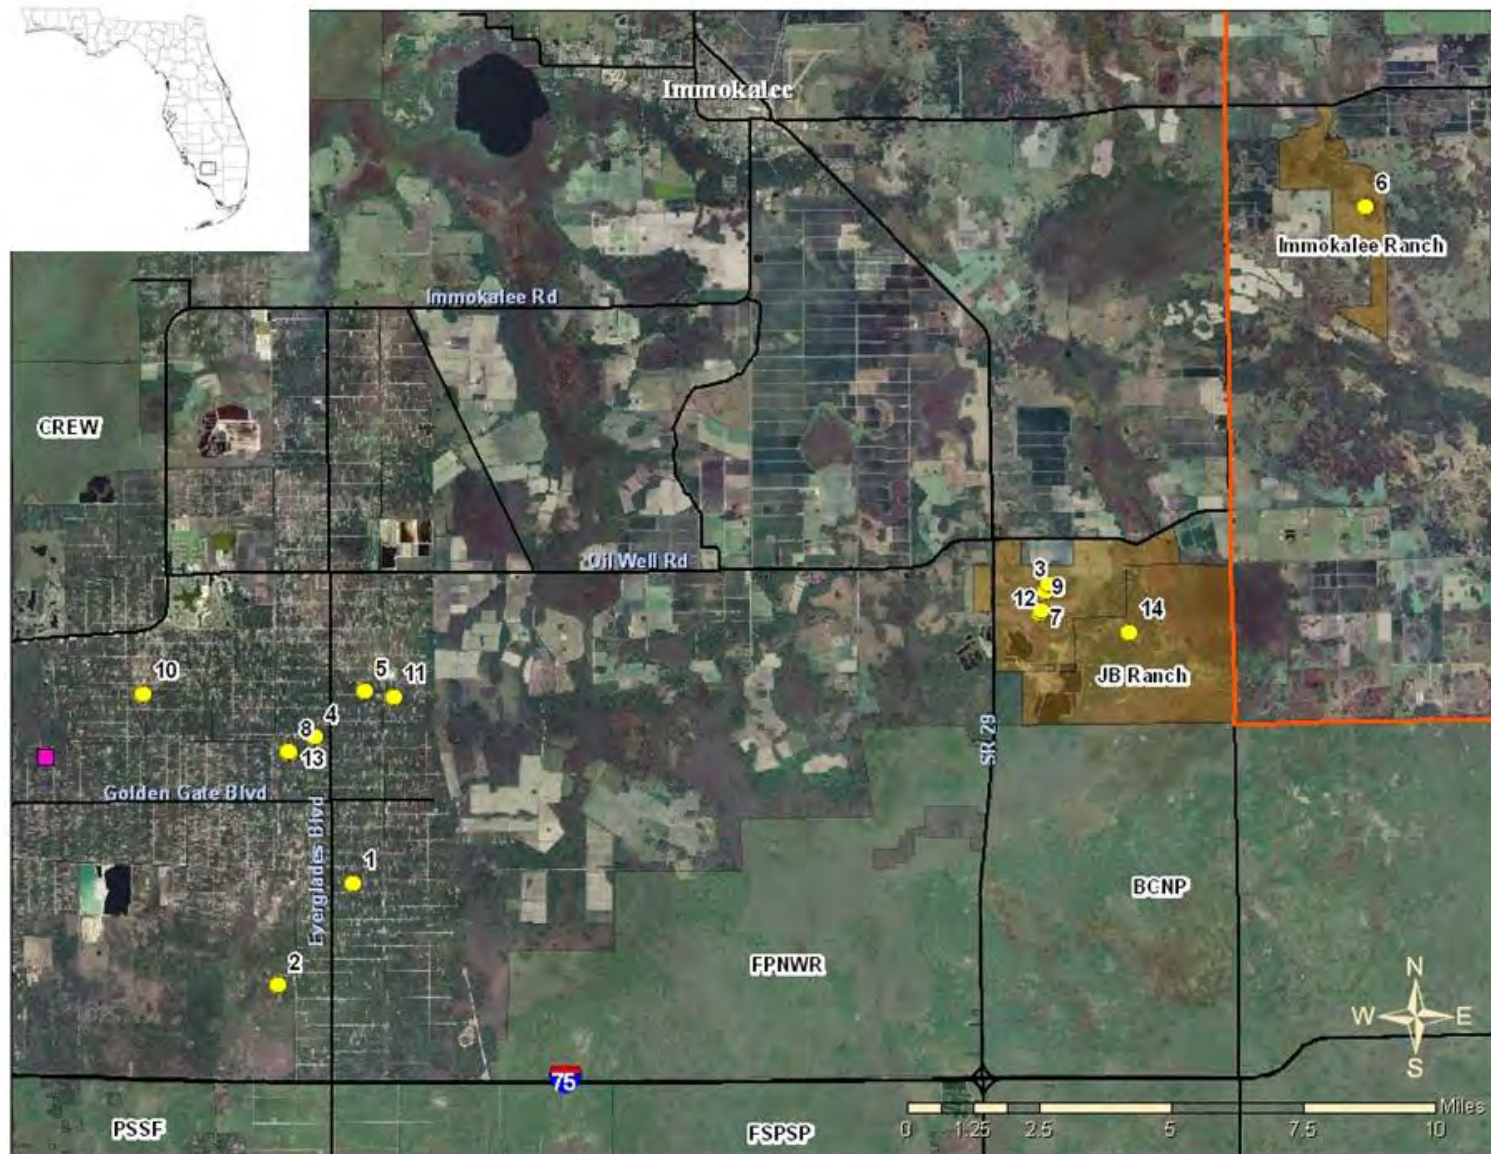 Immokalee
6
Immokalee Ranch
Immokalee Rd
CREW
Oil Well Rd
3
9
12
7
14
JB Ranch
10
5
11
4
8
13
SR 29
Golden Gate Blvd
Everglades Blvd
1
BCNP
2
FPNWR
N
W
E
S
75
PSSF
FSPSP
Miles
0
1.25
2.5
5
7.5
10